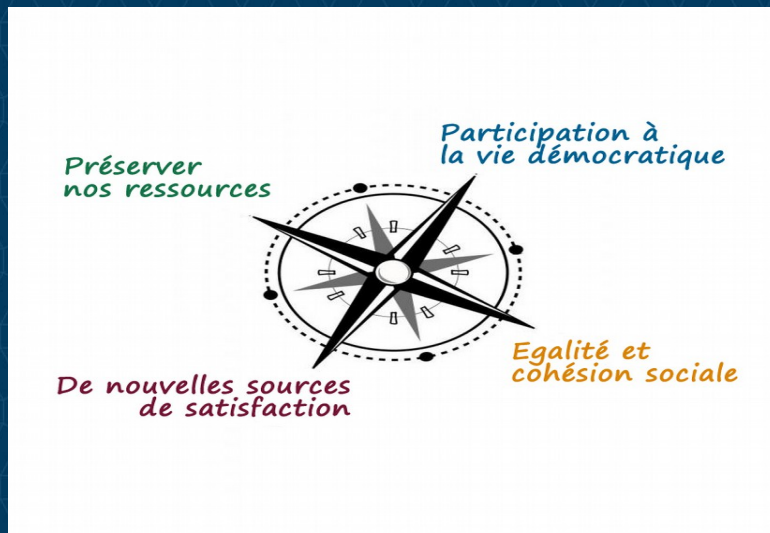 Participation à
la vie démocratique
Préserver
nos ressources
Egalité et
cohésion sociale
De nouvelles sources
de satisfaction